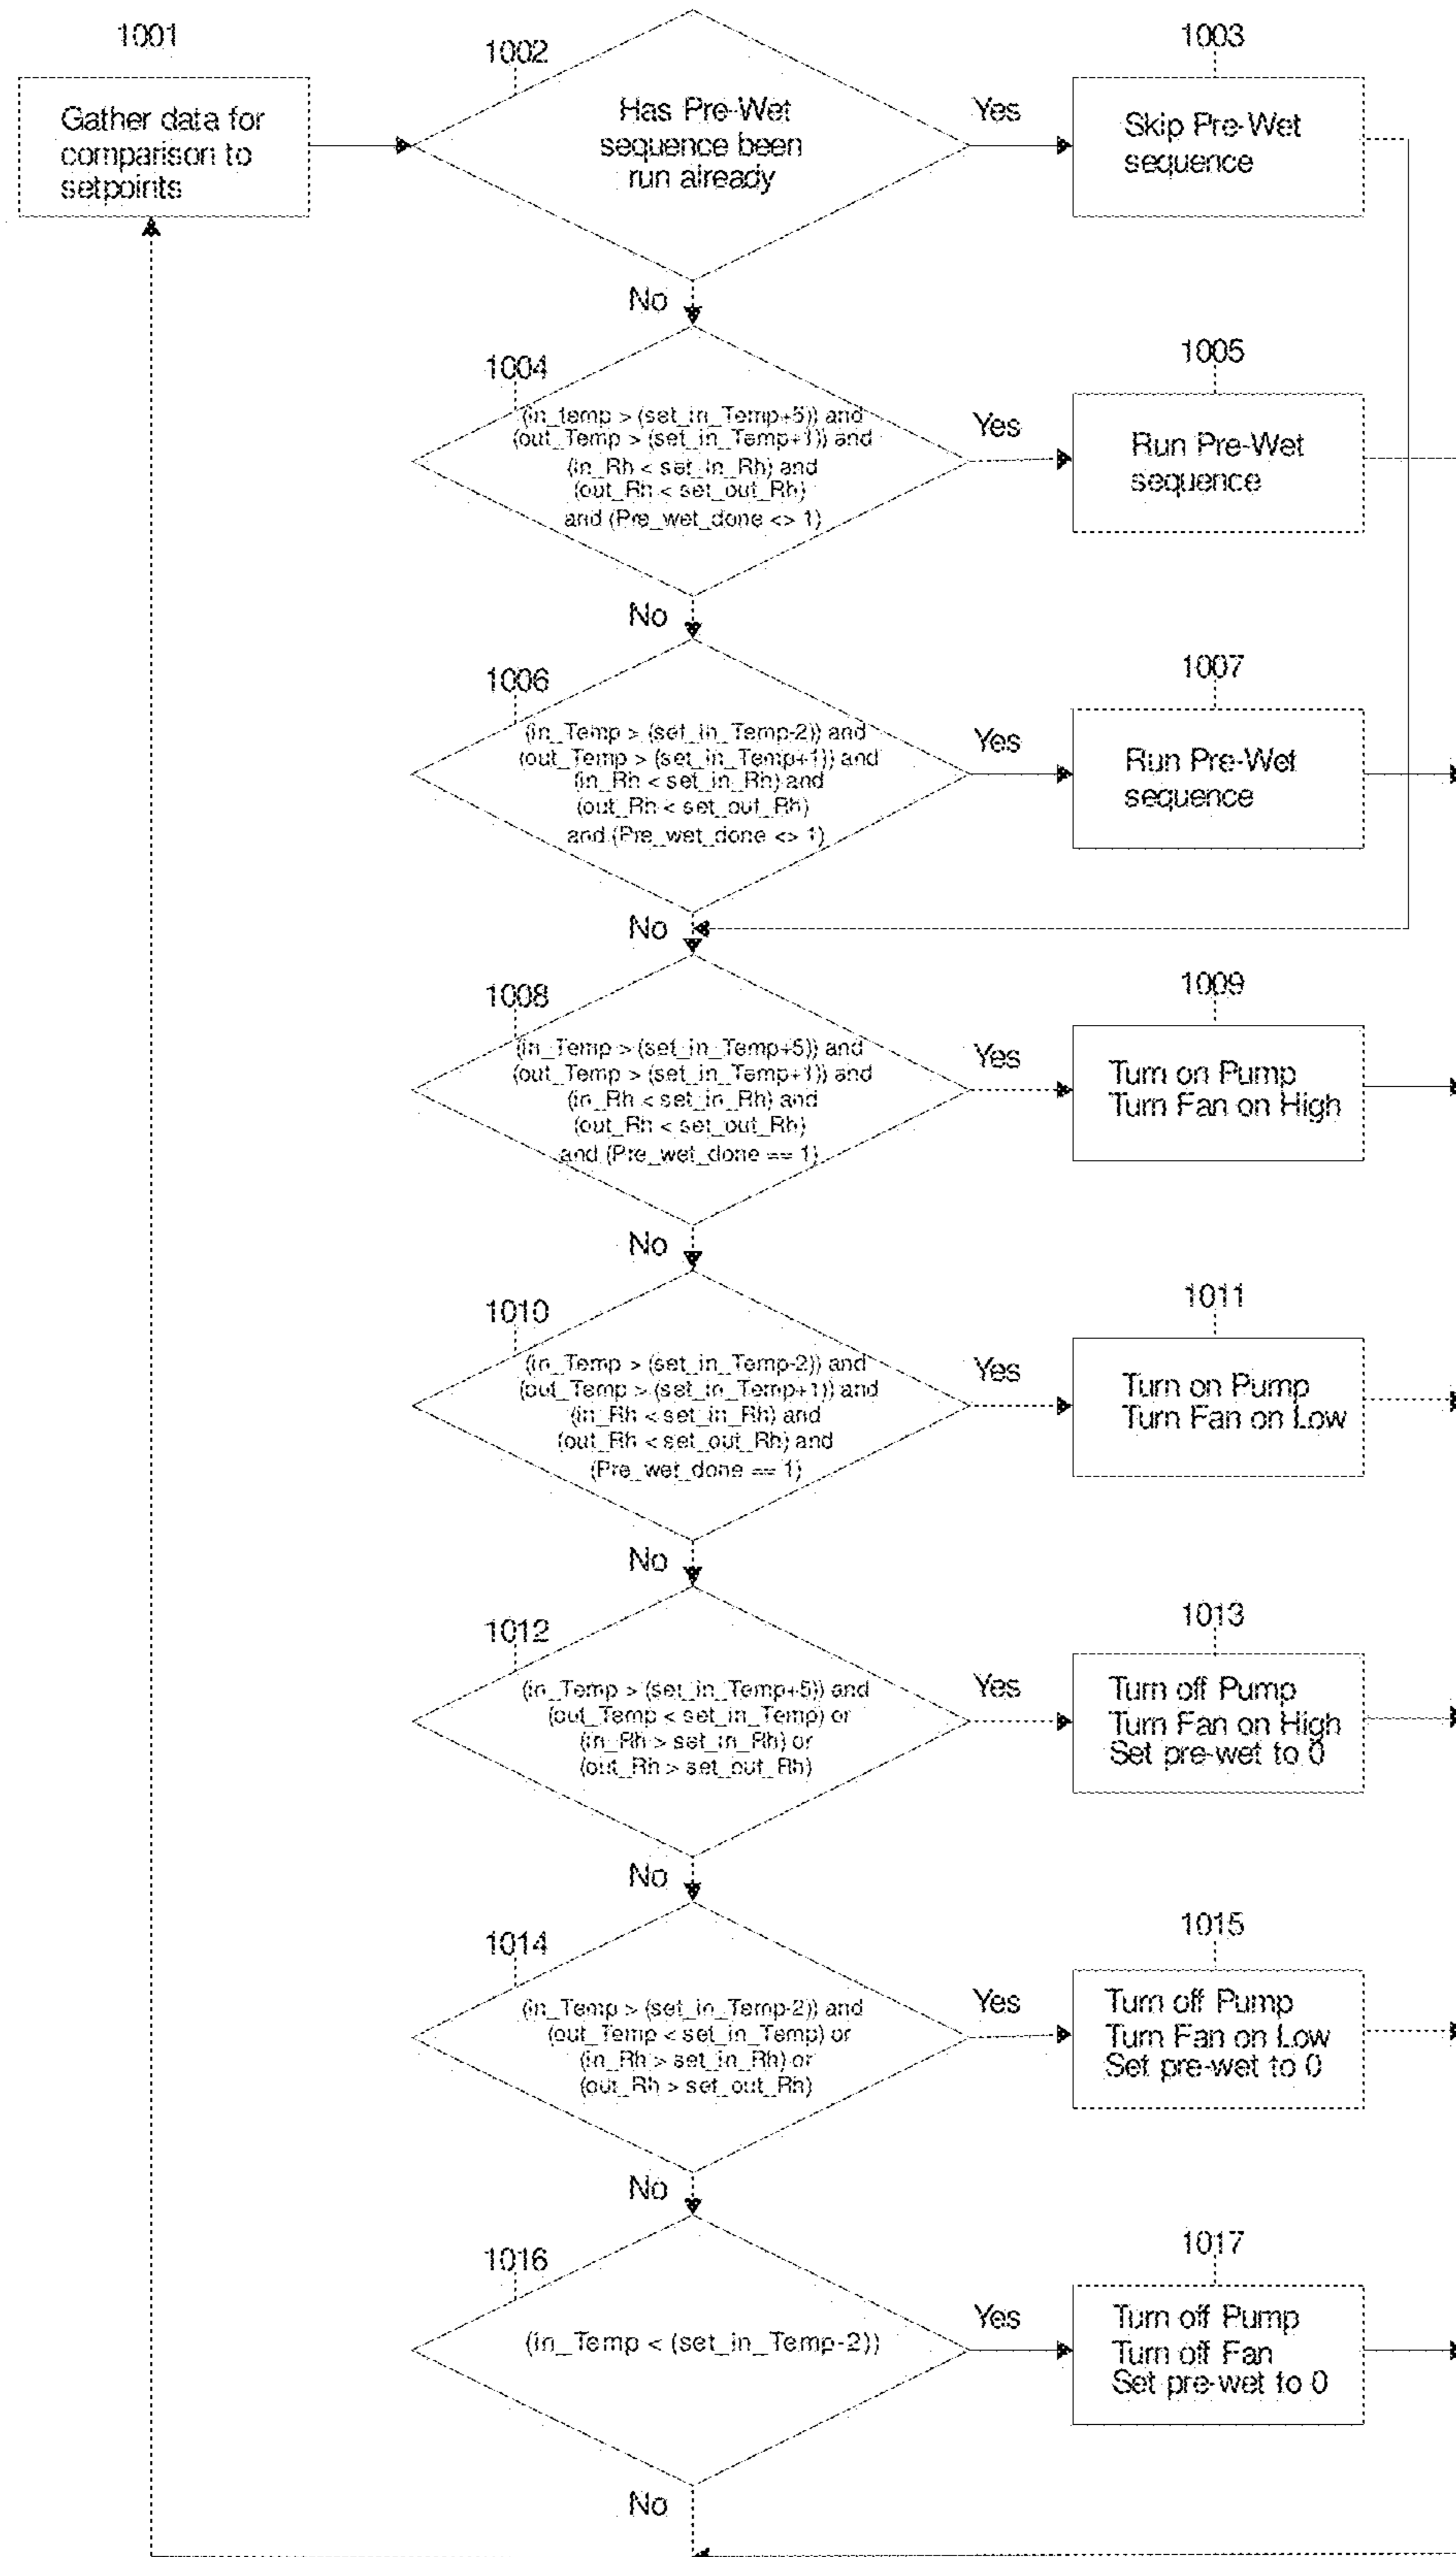 1001
Gather data for
comparison to
setpoints
1002
Has Pre-Wet
sequence been
run already
Yes
1003
Skip Pre-Wet
sequence
No
1004
(in_temp > (set_in_Temp+5)) and
(out_Temp > (set_in_Temp+1)) and
(in_Rh < set_in_Rh) and
(out_Rh < set_out_Rh)
and (Pre_wet_done <> 1)
Yes
1005
Run Pre-Wet
sequence
No
1006
(in_Temp > (set_in_Temp-2)) and
(out_Temp > (set_in_Temp+1)) and
(in_Rh < set_in_Rh) and
(out_Rh < set_out_Rh)
and (Pre_wet_done <> 1)
Yes
1007
Run Pre-Wet
sequence
No
1008
(in_Temp > (set_in_Temp+5)) and
(out_Temp > (set_in_Temp+1)) and
(in_Rh < set_in_Rh) and
(out_Rh < set_out_Rh)
and (Pre_wet_done == 1)
Yes
1009
Turn on Pump
Turn Fan on High
No
1010
(in_Temp > (set_in_Temp-2)) and
(out_Temp > (set_in_Temp+1)) and
(in_Rh < set_in_Rh) and
(out_Rh < set_out_Rh) and
(Pre_wet_done == 1)
Yes
1011
Turn on Pump
Turn Fan on Low
No
1012
(in_Temp > (set_in_Temp+5)) and
(out_Temp < set_in_Temp) or
(in_Rh > set_in_Rh) or
(out_Rh > set_out_Rh)
Yes
1013
Turn off Pump
Turn Fan on High
Set pre-wet to 0
No
1014
(in_Temp > (set_in_Temp-2)) and
(out_Temp < set_in_Temp) or
(in_Rh > set_in_Rh) or
(out_Rh > set_out_Rh)
Yes
1015
Turn off Pump
Turn Fan on Low
Set pre-wet to 0
No
1016
(in_Temp < (set_in_Temp-2))
Yes
1017
Turn off Pump
Turn off Fan
Set pre-wet to 0
No